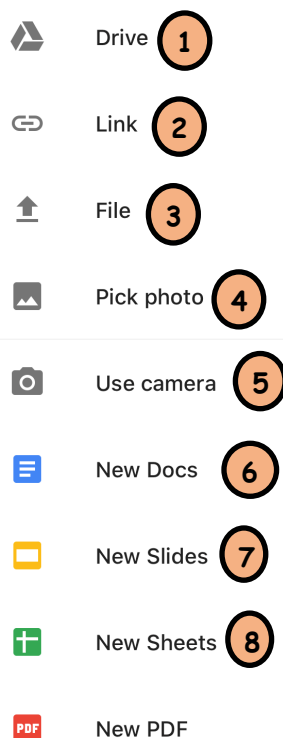 Drive 1
Link 2
File 3
Pick photo 4
Use camera 5
New Docs 6
New Slides 7
New Sheets 8
PDF New PDF